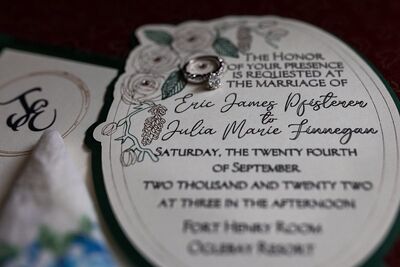 The Honor
of your presence
is requested at
the marriage of
Eric James Pfisterer
to
Julia Marie Finnegan
Saturday, the twenty fourth
of September
two thousand and twenty two
at three in the afternoon
Fort Henry Room
Oglebay Resort
JE